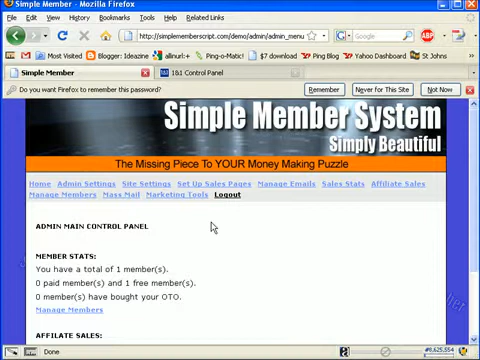 Simple Member - Mozilla Firefox
File Edit View History Bookmarks Tools Help Related Links
http://simplememberscript.com/demo/admin/admin_menu
Most Visited Blogger: Ideazine allinurl:+ Ping-o-Matic! $7 download Ping Blog Yahoo Dashboard St Johns
Simple Member 1&1 Control Panel
Do you want Firefox to remember this password? Remember Never for This Site Not Now
Simple Member System
Simply Beautiful
The Missing Piece To YOUR Money Making Puzzle
Home Admin Settings Site Settings Set Up Sales Pages Manage Emails Sales Stats Affiliate Sales
Manage Members Mass Mail Marketing Tools Logout
ADMIN MAIN CONTROL PANEL
MEMBER STATS:
You have a total of 1 member(s).
0 paid member(s) and 1 free member(s).
0 member(s) have bought your OTO.
Manage Members
AFFILIATE SALES:
Done 9,625,554